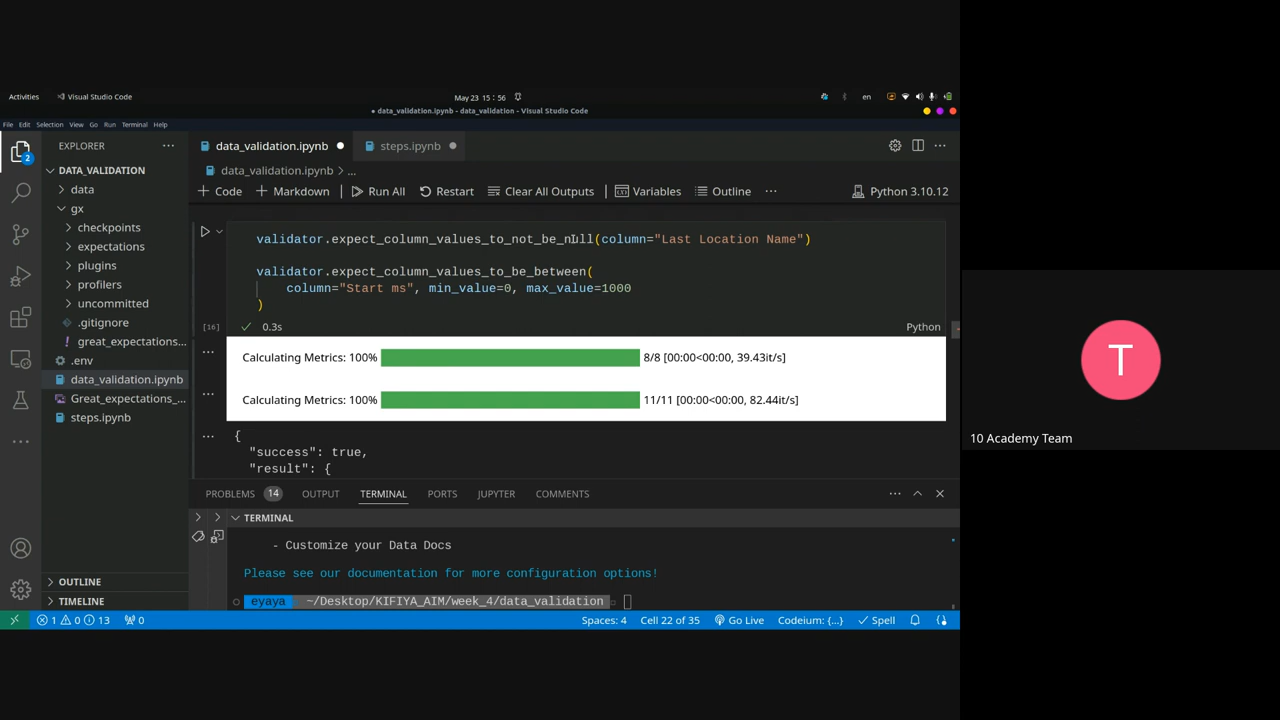 Activities
Visual Studio Code
May 23 15:56
en
● data_validation.ipynb - data_validation - Visual Studio Code
File Edit Selection View Go Run Terminal Help
EXPLORER
data_validation.ipynb
steps.ipynb
DATA_VALIDATION
data_validation.ipynb > ...
data
+ Code + Markdown Run All Restart Clear All Outputs Variables Outline ... Python 3.10.12
gx
checkpoints
expectations
plugins
profilers
uncommitted
.gitignore
great_expectations...
.env
data_validation.ipynb
Great_expectations_...
steps.ipynb
2
validator.expect_column_values_to_not_be_null(column="Last Location Name")
validator.expect_column_values_to_be_between(
column="Start ms", min_value=0, max_value=1000
)
[16]
0.3s
Python
Calculating Metrics: 100% 8/8 [00:00<00:00, 39.43it/s]
Calculating Metrics: 100% 11/11 [00:00<00:00, 82.44it/s]
{
"success": true,
"result": {
PROBLEMS 14 OUTPUT TERMINAL PORTS JUPYTER COMMENTS
TERMINAL
- Customize your Data Docs
Please see our documentation for more configuration options!
eyaya ~/Desktop/KIFIYA_AIM/week_4/data_validation
OUTLINE
TIMELINE
1 0 13 0
Spaces: 4 Cell 22 of 35 Go Live Codeium: {...} Spell
T
10 Academy Team